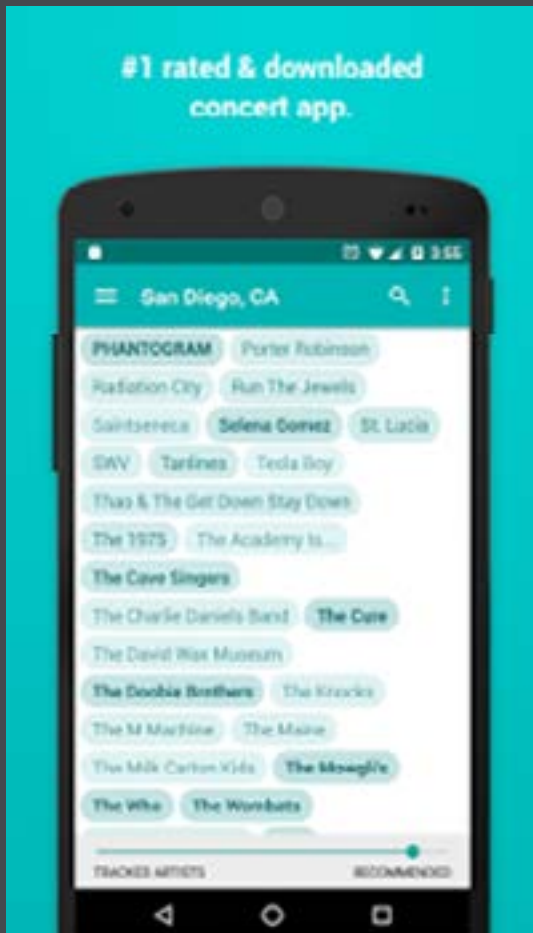 #1 rated & downloaded
concert app.
3:55
San Diego, CA
PHANTOGRAM Porter Robinson
Radiation City Run The Jewels
Saintseneca Selena Gomez St. Lucia
SWV Tanlines Tesla Boy
Thao & The Get Down Stay Down
The 1975 The Academy Is...
The Cave Singers
The Charlie Daniels Band The Cure
The David Wax Museum
The Doobie Brothers The Knocks
The M Machine The Maine
The Milk Carton Kids The Mowgli's
The Who The Wombats
TRACKED ARTISTS RECOMMENDED